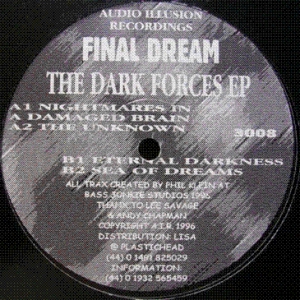 AUDIO ILLUSION
RECORDINGS
FINAL DREAM
THE DARK FORCES EP
A1 NIGHTMARES IN
A DAMAGED BRAIN
A2 THE UNKNOWN
3008
B1 ETERNAL DARKNESS
B2 SEA OF DREAMS
ALL TRAX CREATED BY PHIL KLEIN AT
BASS JUNKIE STUDIOS 1996
THANX TO LEE SAVAGE
& ANDY CHAPMAN
COPYRIGHT A.I.R. 1996
DISTRIBUTION: LISA
@ PLASTICHEAD
(44) 0 1491 825029
INFORMATION:
(44) 0 1932 565459